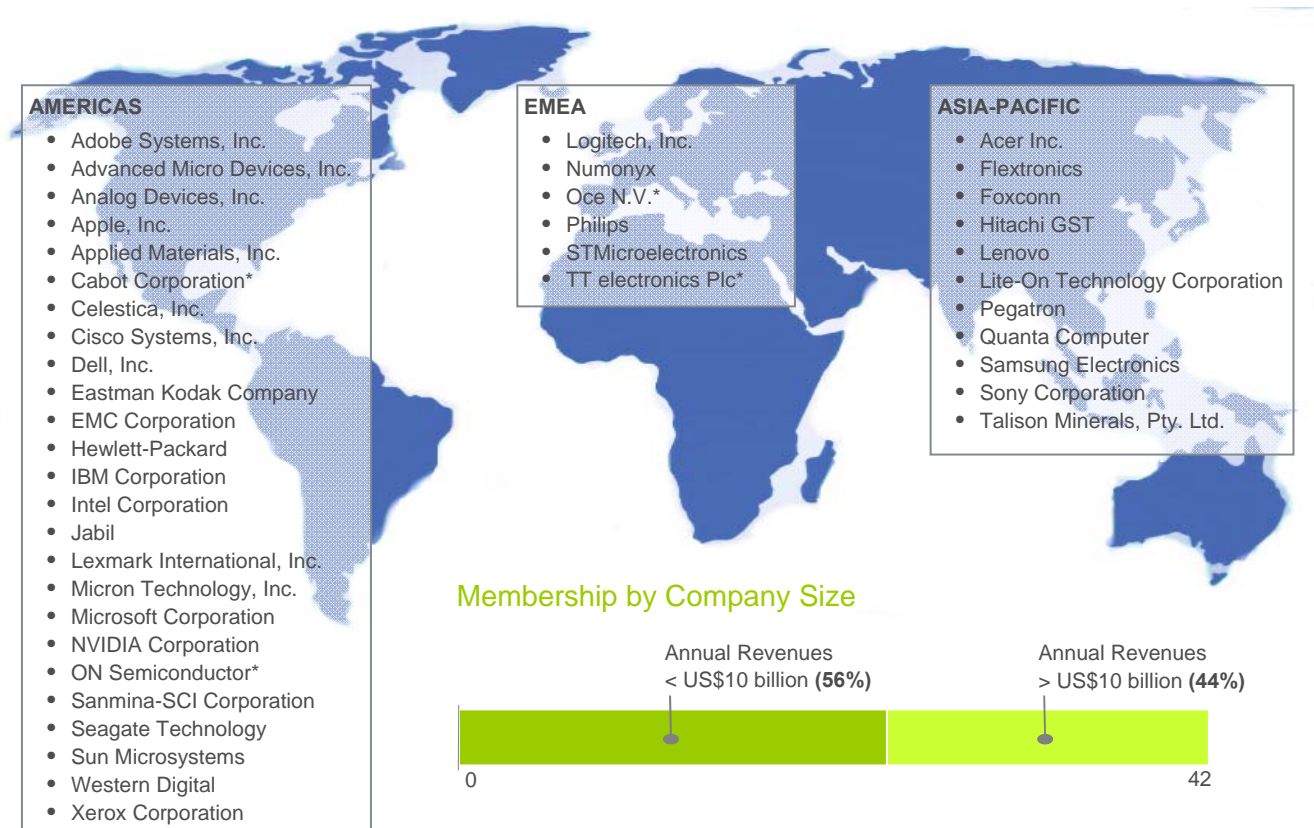 AMERICAS
• Adobe Systems, Inc.
• Advanced Micro Devices, Inc.
• Analog Devices, Inc.
• Apple, Inc.
• Applied Materials, Inc.
• Cabot Corporation*
• Celestica, Inc.
• Cisco Systems, Inc.
• Dell, Inc.
• Eastman Kodak Company
• EMC Corporation
• Hewlett-Packard
• IBM Corporation
• Intel Corporation
• Jabil
• Lexmark International, Inc.
• Micron Technology, Inc.
• Microsoft Corporation
• NVIDIA Corporation
• ON Semiconductor*
• Sanmina-SCI Corporation
• Seagate Technology
• Sun Microsystems
• Western Digital
• Xerox Corporation
EMEA
• Logitech, Inc.
• Numonyx
• Oce N.V.*
• Philips
• STMicroelectronics
• TT electronics Plc*
ASIA-PACIFIC
• Acer Inc.
• Flextronics
• Foxconn
• Hitachi GST
• Lenovo
• Lite-On Technology Corporation
• Pegatron
• Quanta Computer
• Samsung Electronics
• Sony Corporation
• Talison Minerals, Pty. Ltd.
Membership by Company Size
Annual Revenues
< US$10 billion (56%)
Annual Revenues
> US$10 billion (44%)
0
42